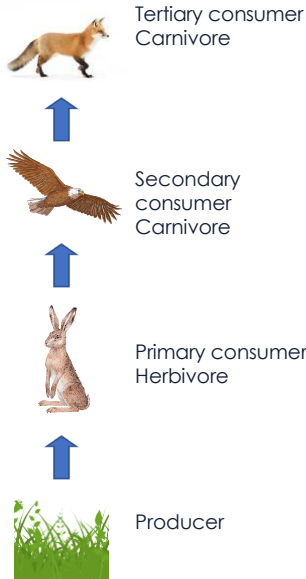 Tertiary consumer
Carnivore
Secondary
consumer
Carnivore
Primary consumer
Herbivore
Producer